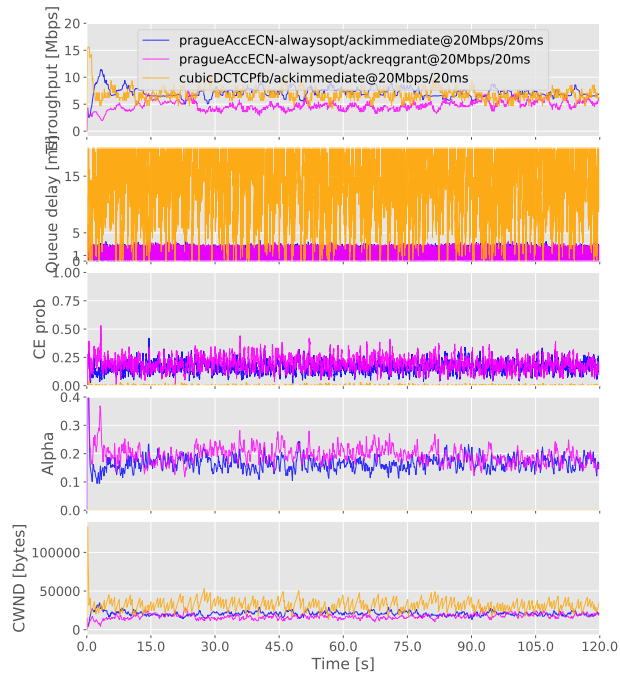 Throughput [Mbps]
20
15
10
5
0
pragueAccECN-alwaysopt/ackimmediate@20Mbps/20ms
pragueAccECN-alwaysopt/ackreqgrant@20Mbps/20ms
cubicDCTCPfb/ackimmediate@20Mbps/20ms
Queue delay [ms]
15
5
1
0
CE prob
1.00
0.75
0.50
0.25
0.00
Alpha
0.4
0.3
0.2
0.1
0.0
CWND [bytes]
100000
50000
0
0.0 15.0 30.0 45.0 60.0 75.0 90.0 105.0 120.0
Time [s]